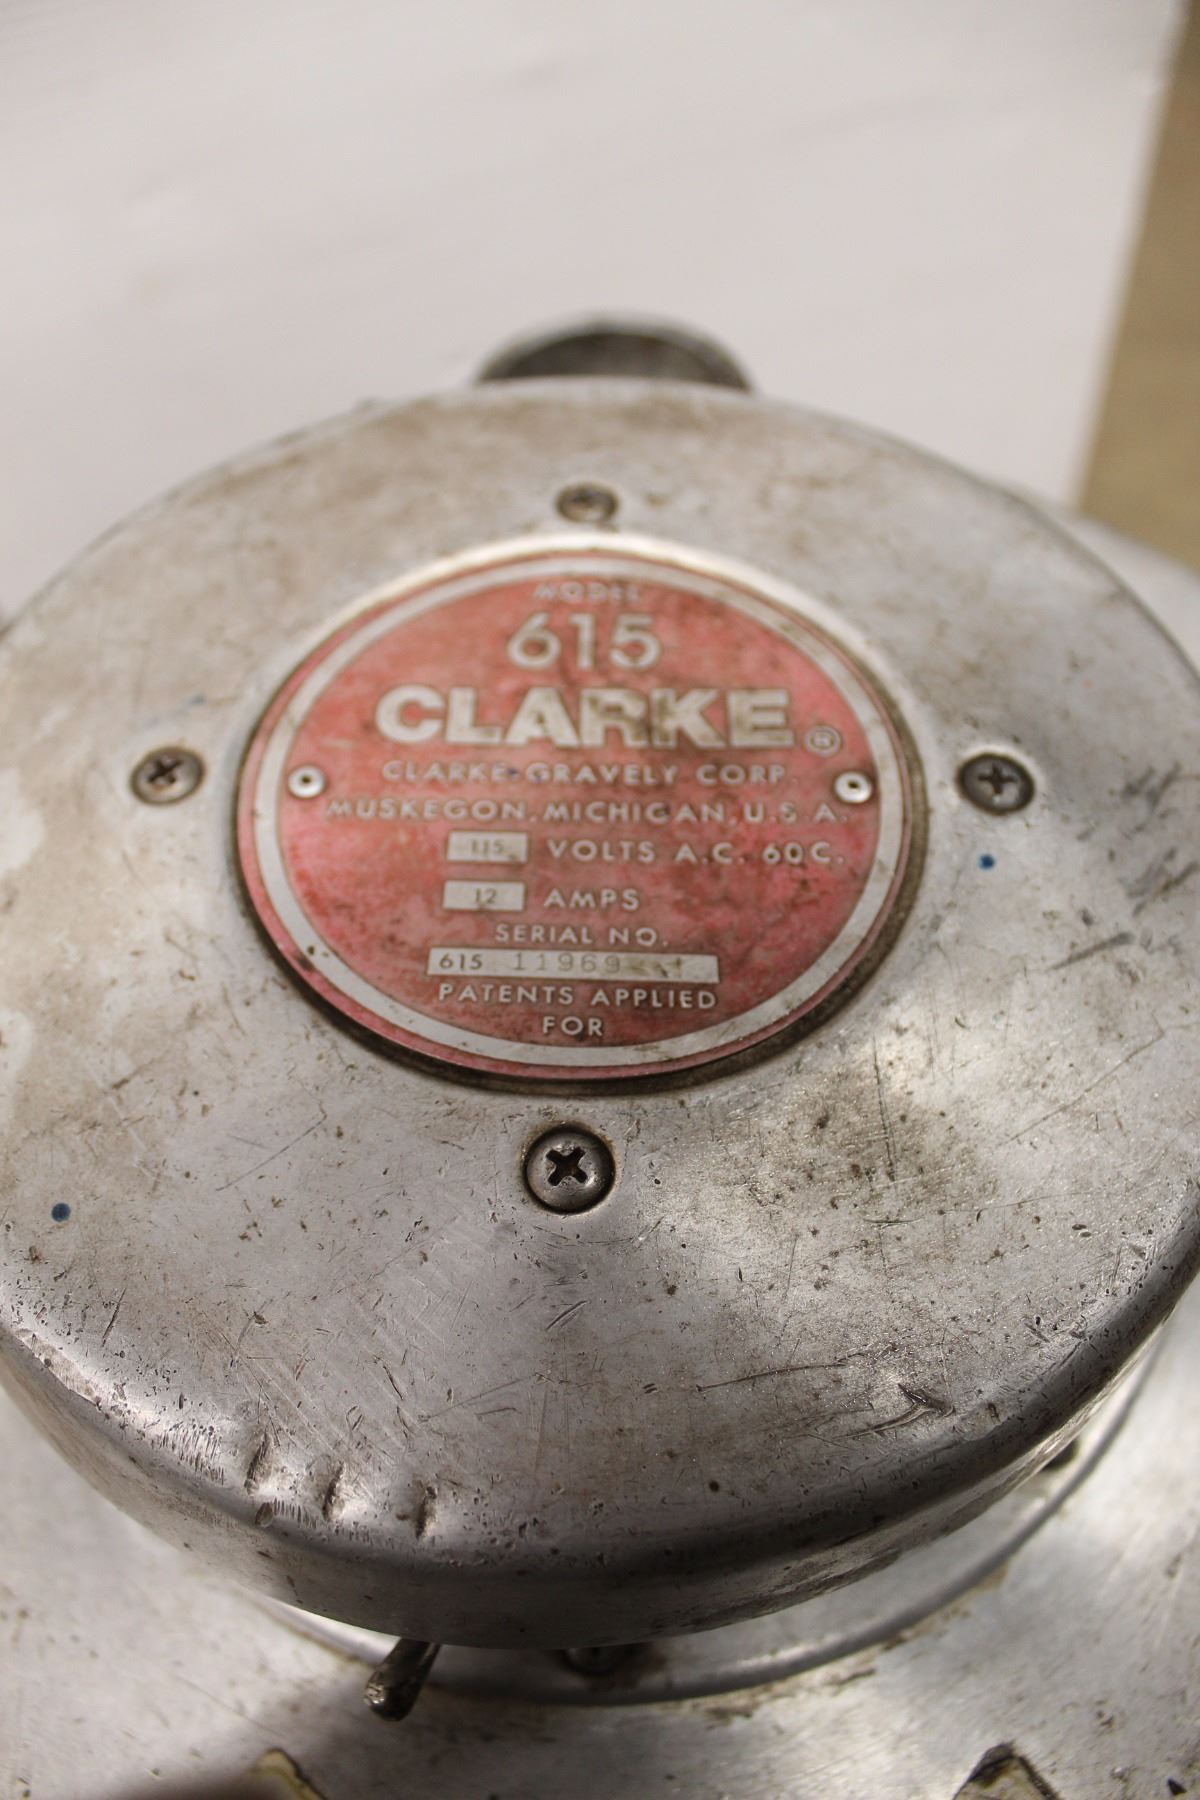 MODEL
615
CLARKE ®
CLARKE-GRAVELY CORP.
MUSKEGON, MICHIGAN, U.S.A.
115 VOLTS A.C. 60 C.
12 AMPS
SERIAL NO.
615 11969
PATENTS APPLIED
FOR